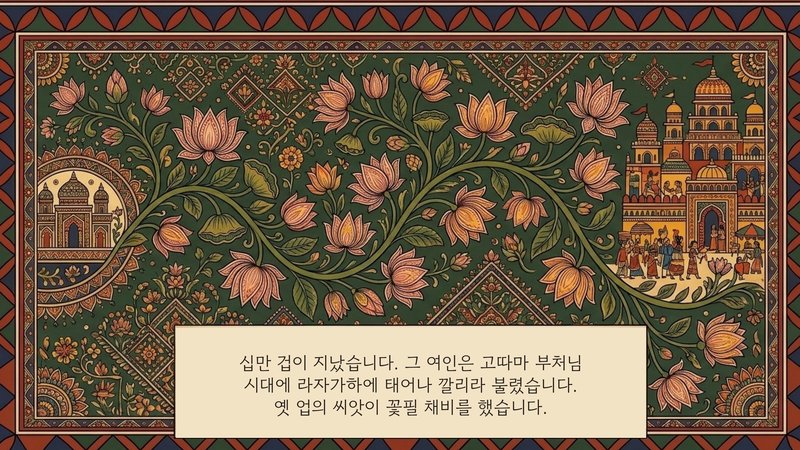 십만 겁이 지났습니다. 그 여인은 고따마 부처님
시대에 라자가하에 태어나 깔리라 불렸습니다.
옛 업의 씨앗이 꽃필 채비를 했습니다.